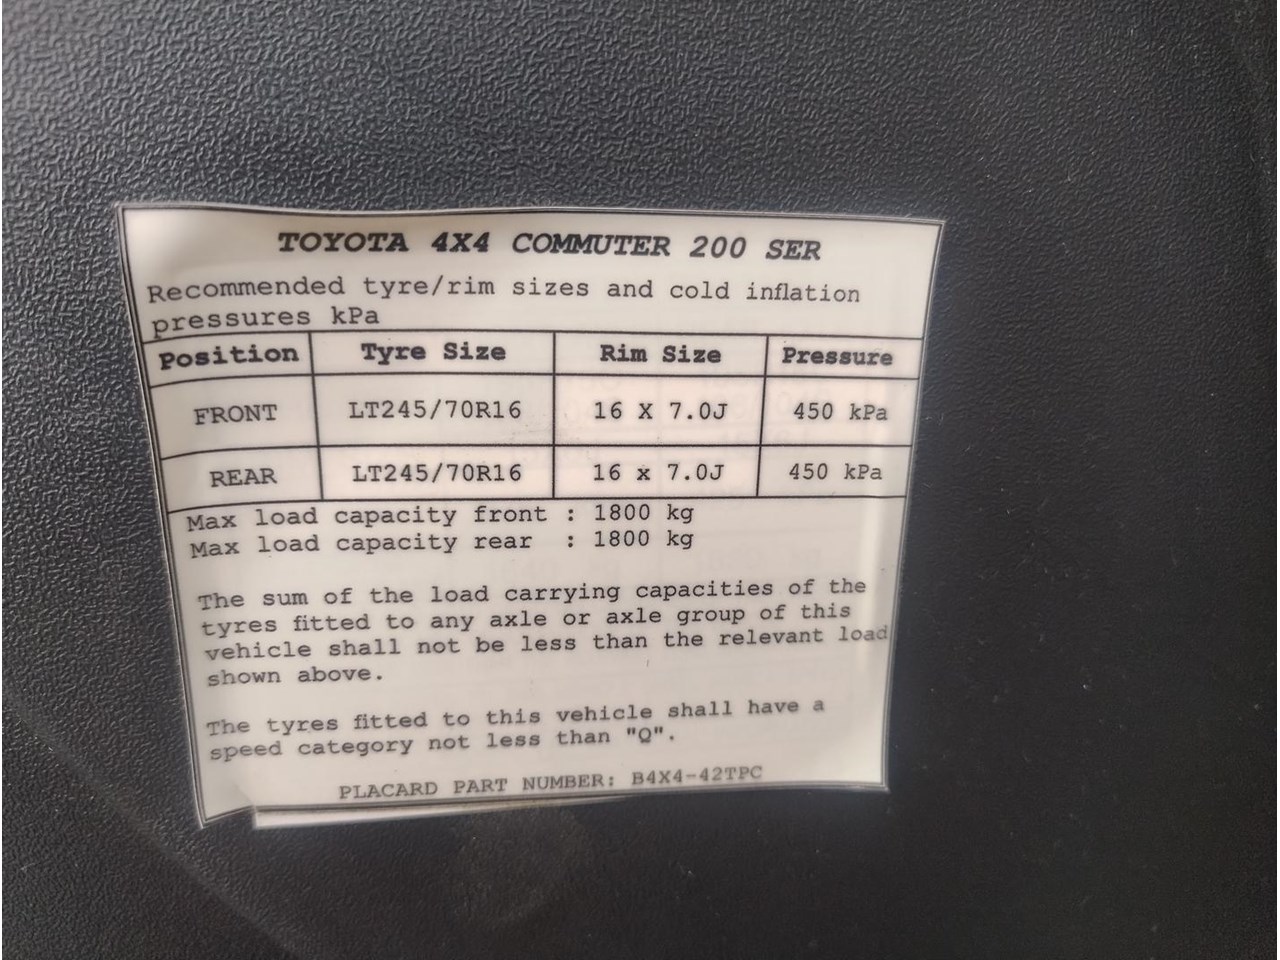 TOYOTA 4X4 COMMUTER 200 SER
Recommended tyre/rim sizes and cold inflation
pressures kPa
Position Tyre Size Rim Size Pressure
FRONT LT245/70R16 16 X 7.0J 450 kPa
REAR LT245/70R16 16 x 7.0J 450 kPa
Max load capacity front : 1800 kg
Max load capacity rear : 1800 kg
The sum of the load carrying capacities of the
tyres fitted to any axle or axle group of this
vehicle shall not be less than the relevant load
shown above.
The tyres fitted to this vehicle shall have a
speed category not less than "Q".
PLACARD PART NUMBER: B4X4-42TPC